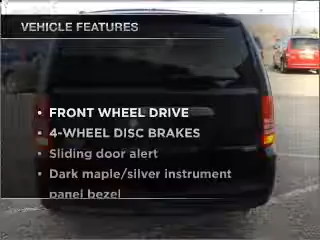 VEHICLE FEATURES
• FRONT WHEEL DRIVE
• 4-WHEEL DISC BRAKES
• Sliding door alert
• Dark maple/silver instrument
panel bezel